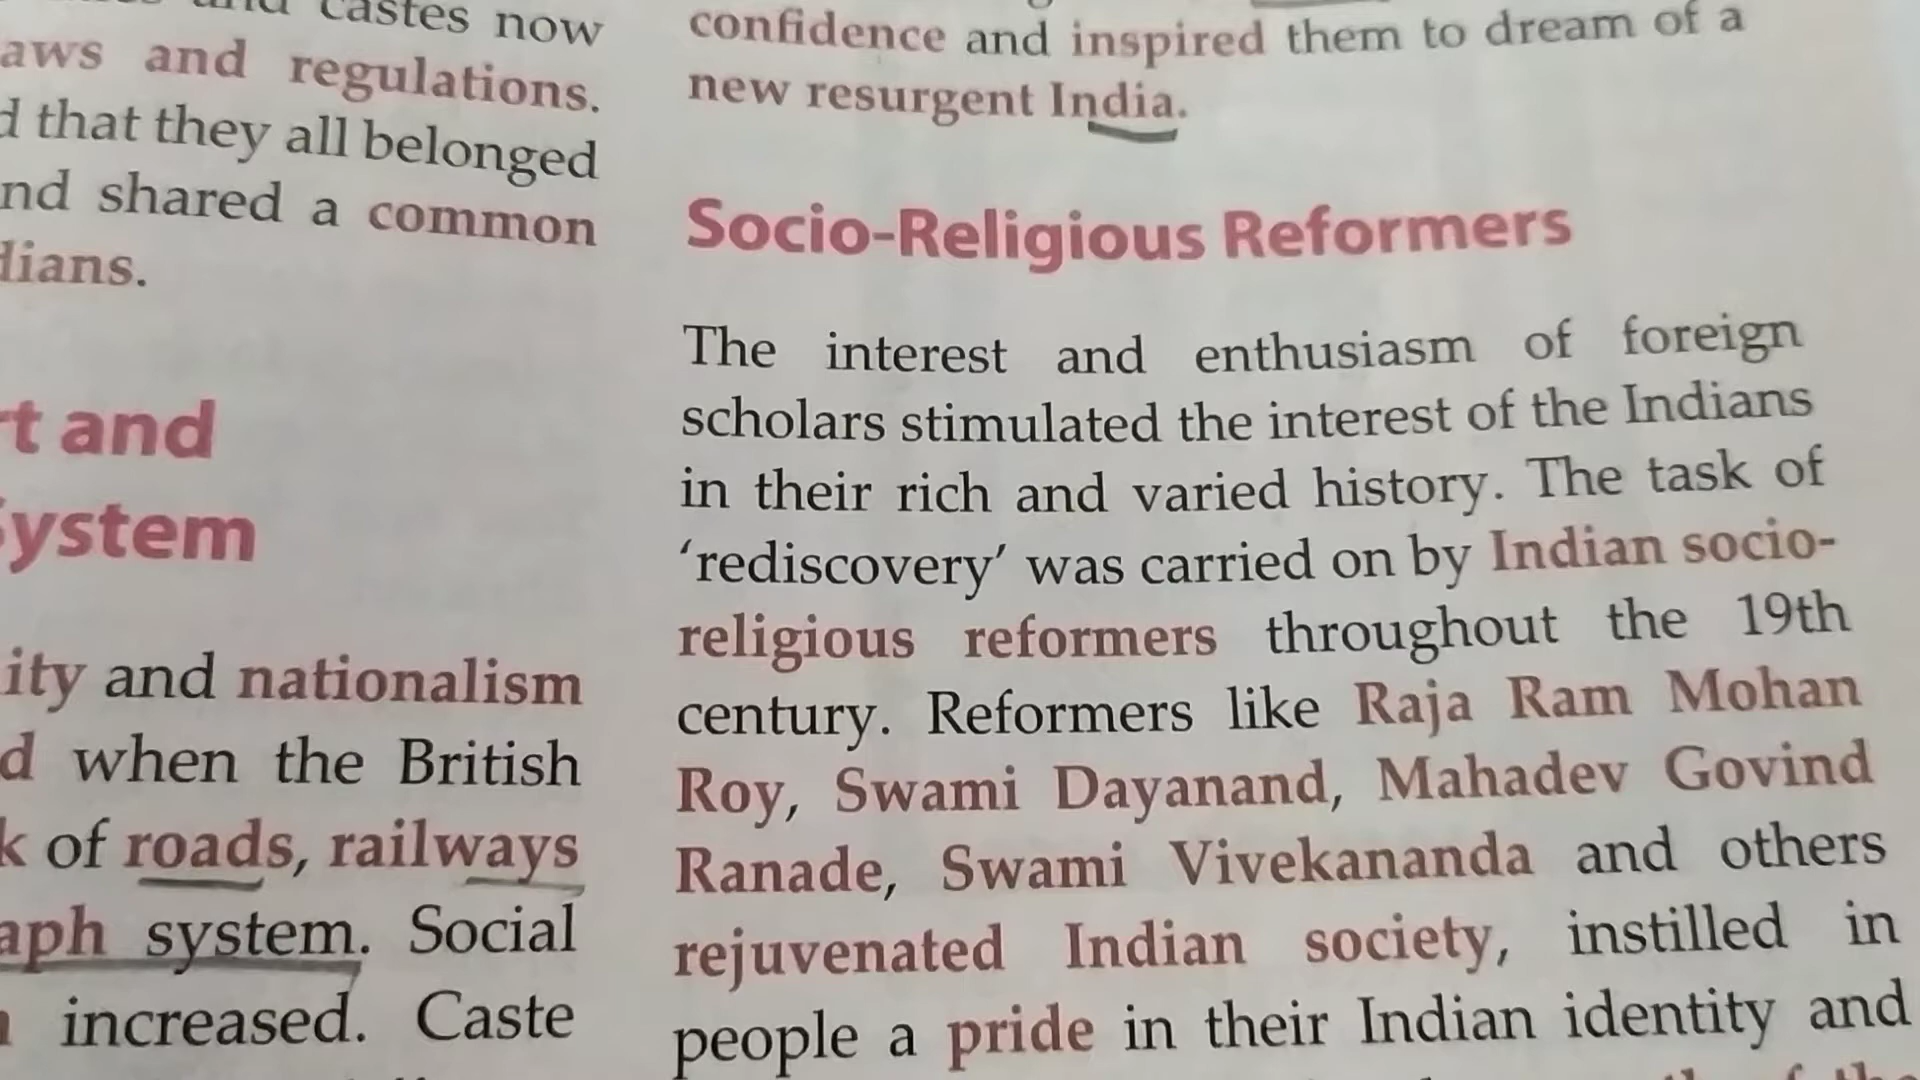 castes now
aws and regulations.
d that they all belonged
nd shared a common
dians.
t and
System
ity and nationalism
d when the British
k of roads, railways
aph system. Social
increased. Caste
confidence and inspired them to dream of a
new resurgent India.
Socio-Religious Reformers
The interest and enthusiasm of foreign
scholars stimulated the interest of the Indians
in their rich and varied history. The task of
‘rediscovery’ was carried on by Indian socio-
religious reformers throughout the 19th
century. Reformers like Raja Ram Mohan
Roy, Swami Dayanand, Mahadev Govind
Ranade, Swami Vivekananda and others
rejuvenated Indian society, instilled in
people a pride in their Indian identity and